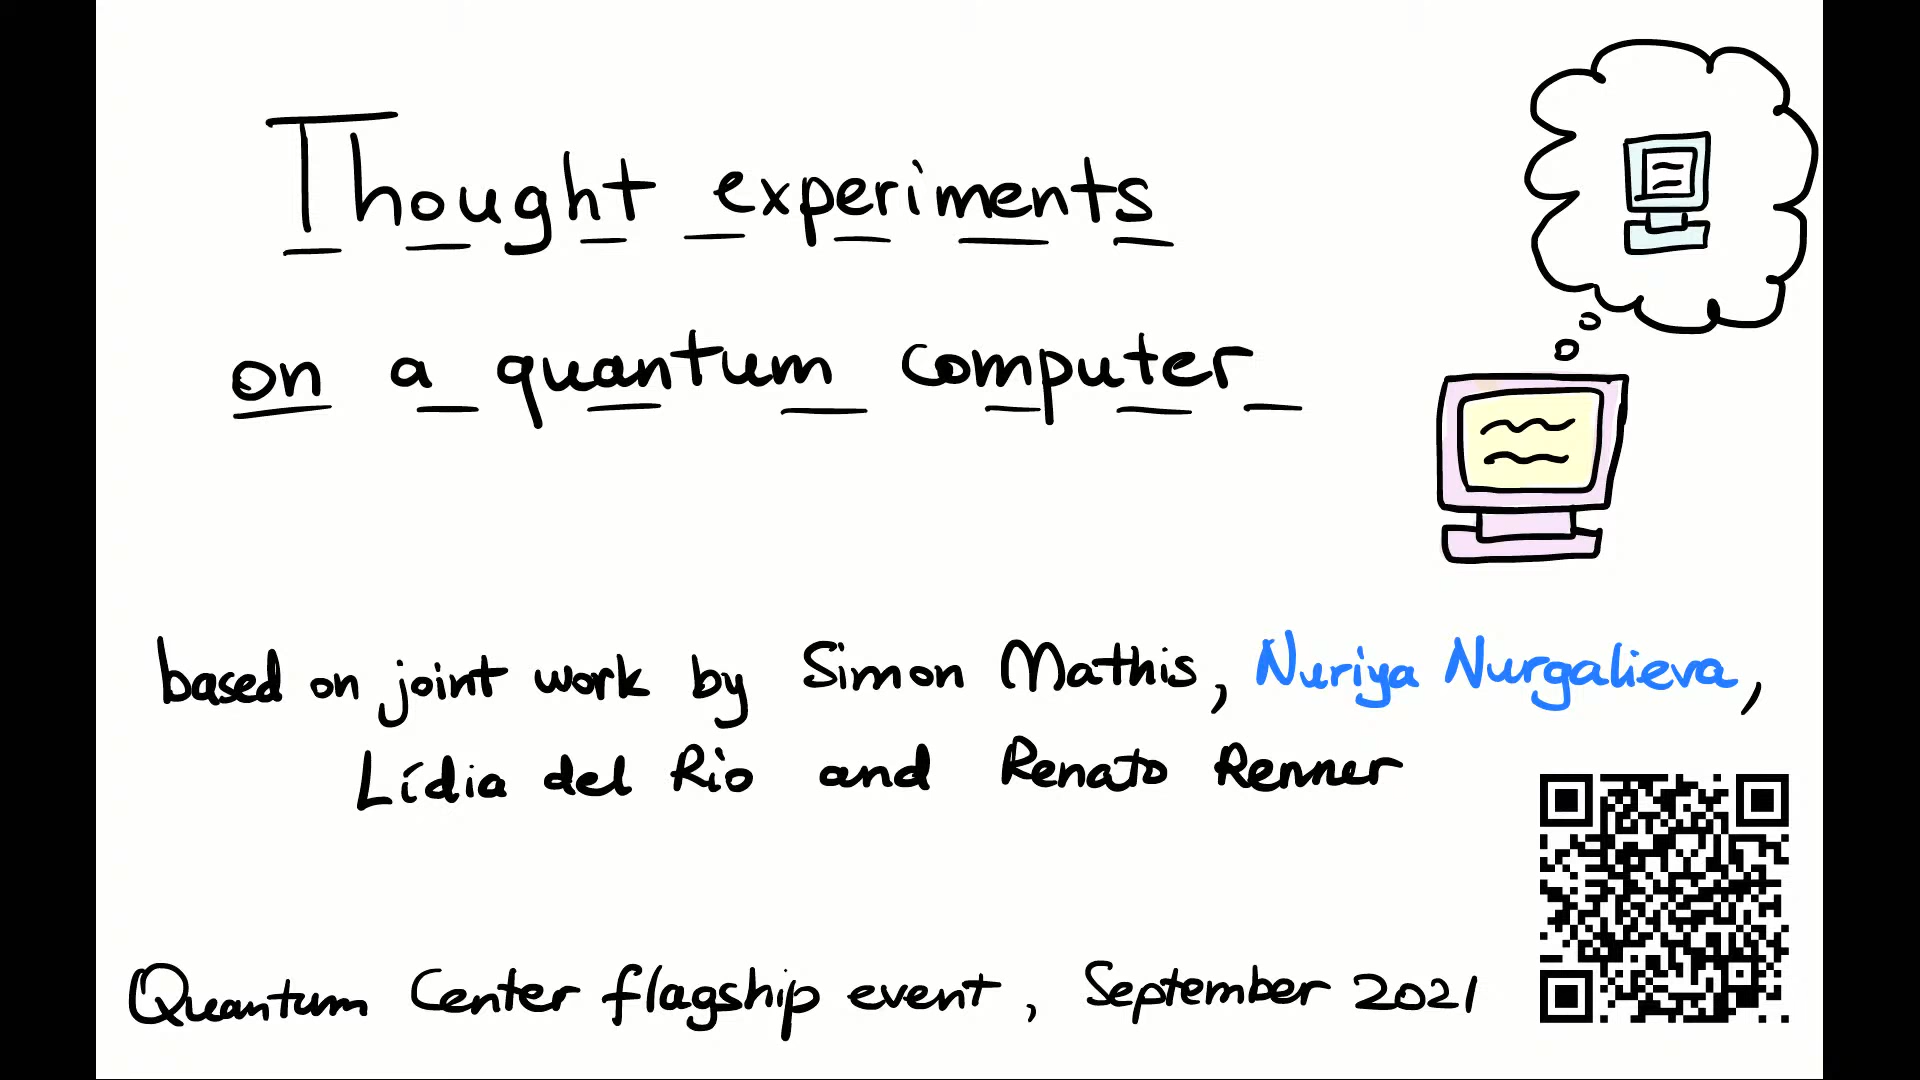 Thought experiments
on a quantum computer
based on joint work by Simon Mathis, Nuriya Nurgalieva,
Lídia del Rio and Renato Renner
Quantum Center flagship event, September 2021